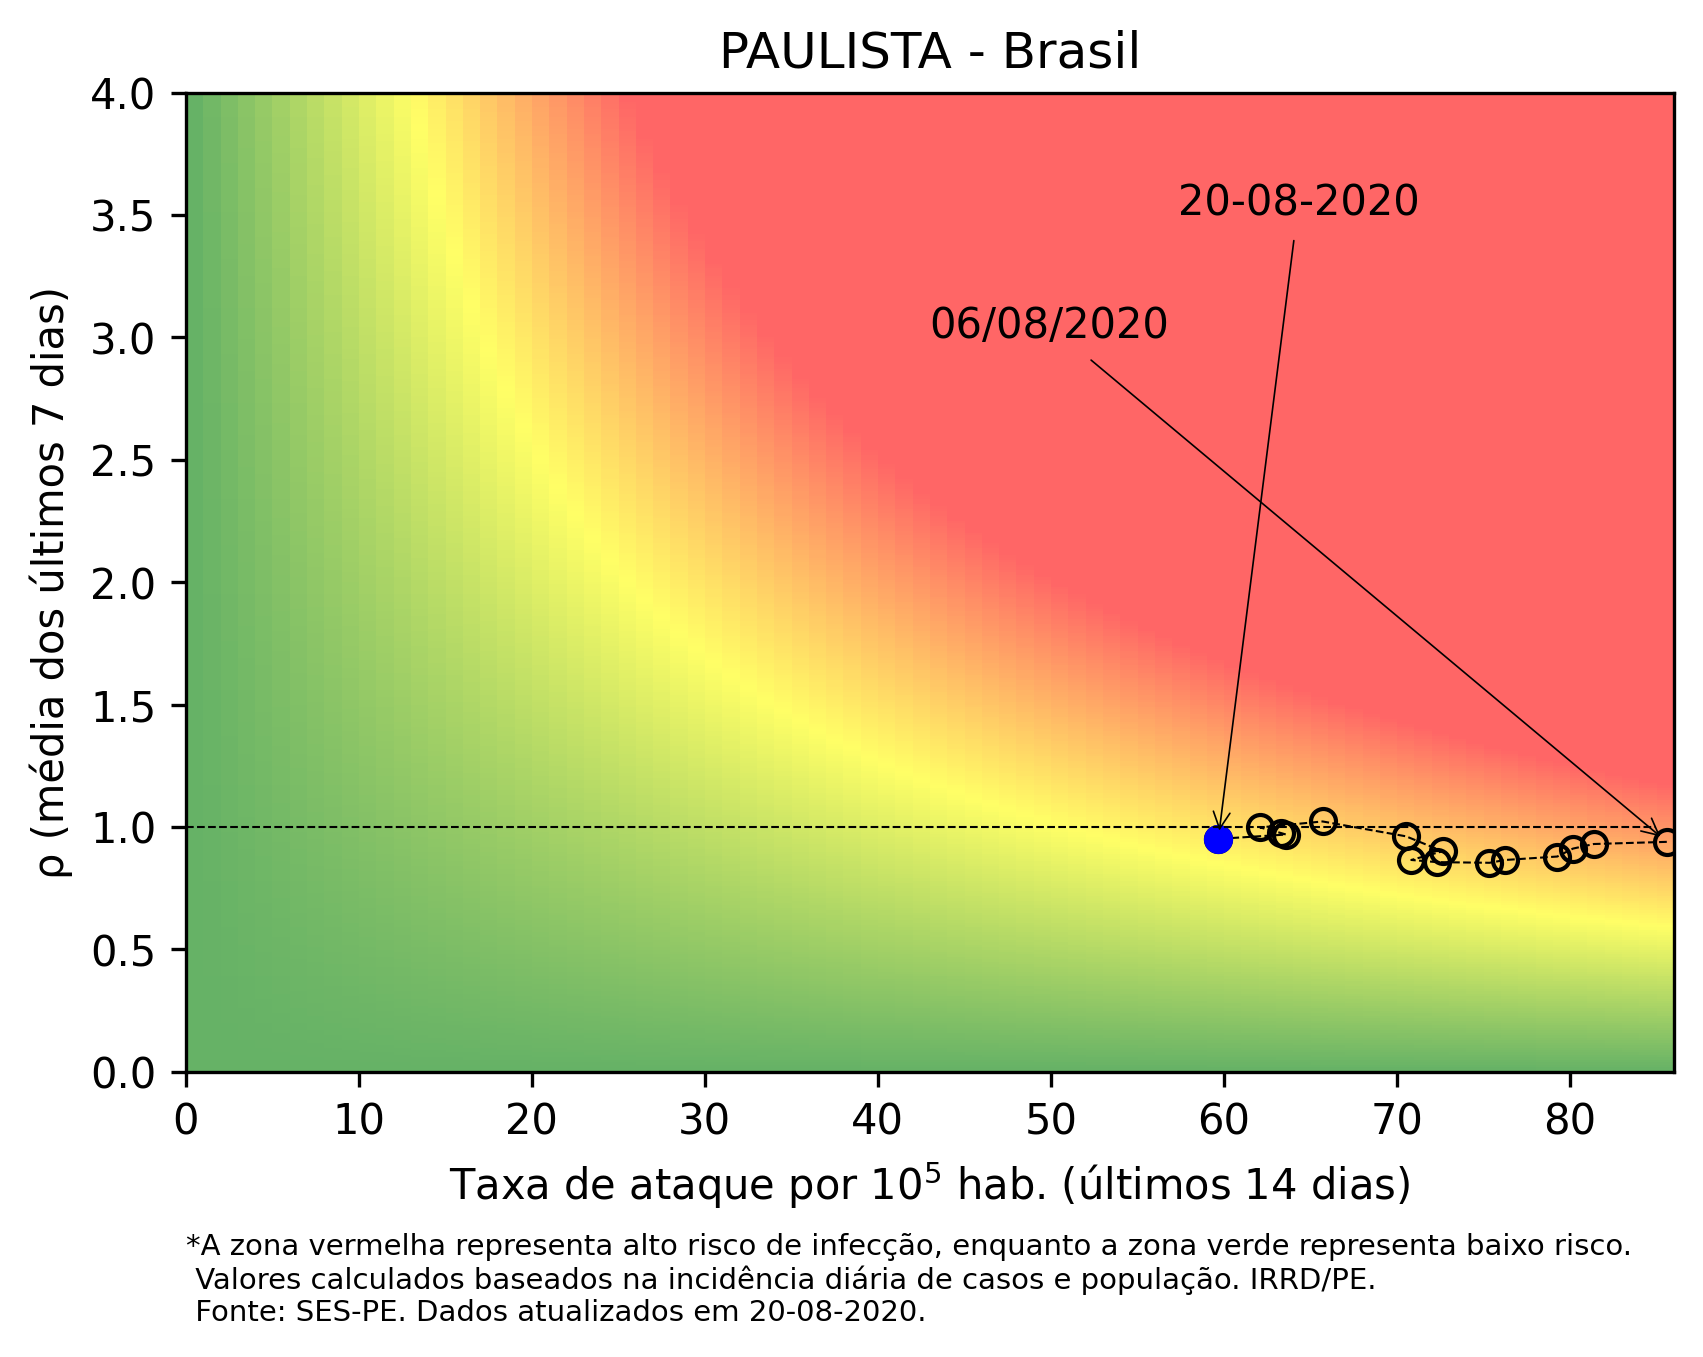 PAULISTA - Brasil
4.0
3.5
3.0
2.5
2.0
1.5
1.0
0.5
0.0
ρ (média dos últimos 7 dias)
20-08-2020
06/08/2020
0 10 20 30 40 50 60 70 80
Taxa de ataque por 10⁵ hab. (últimos 14 dias)
*A zona vermelha representa alto risco de infecção, enquanto a zona verde representa baixo risco.
Valores calculados baseados na incidência diária de casos e população. IRRD/PE.
Fonte: SES-PE. Dados atualizados em 20-08-2020.